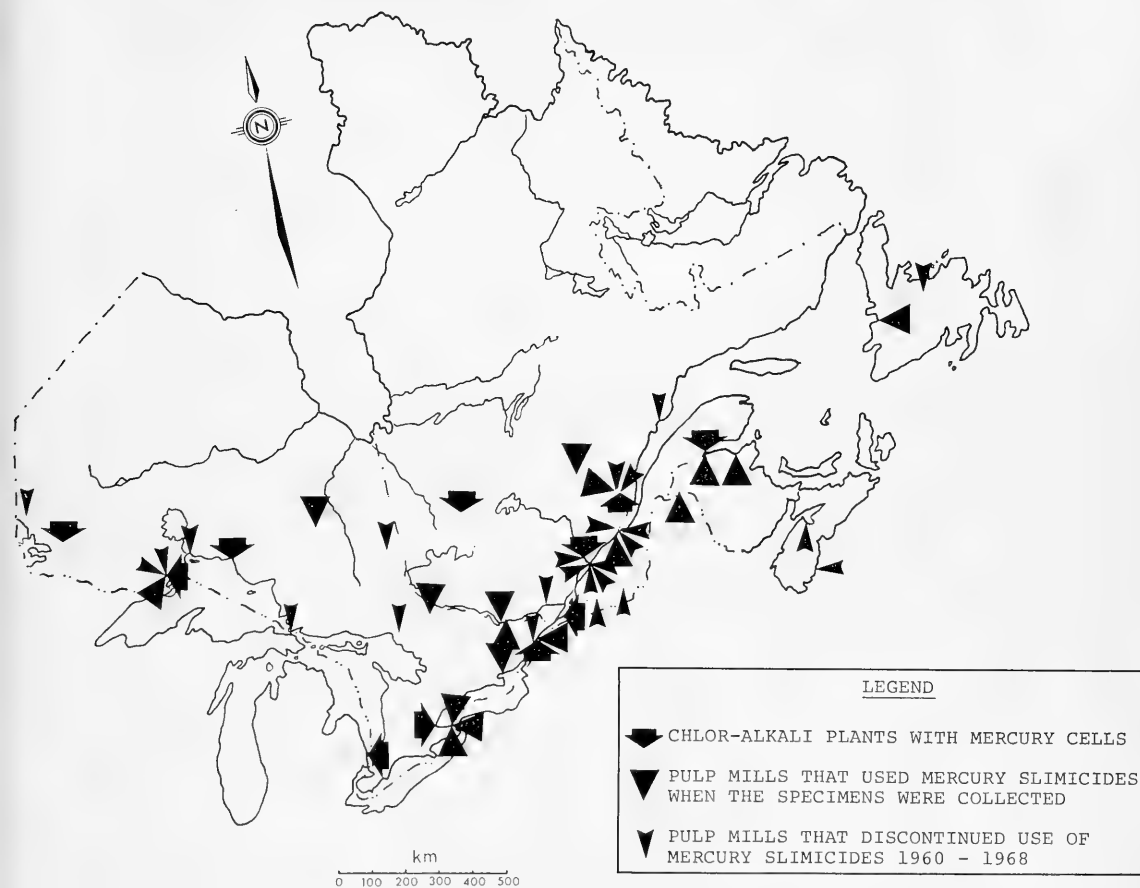 N
LEGEND
CHLOR-ALKALI PLANTS WITH MERCURY CELLS
PULP MILLS THAT USED MERCURY SLIMICIDES
WHEN THE SPECIMENS WERE COLLECTED
PULP MILLS THAT DISCONTINUED USE OF
MERCURY SLIMICIDES 1960 - 1968
km
0 100 200 300 400 500